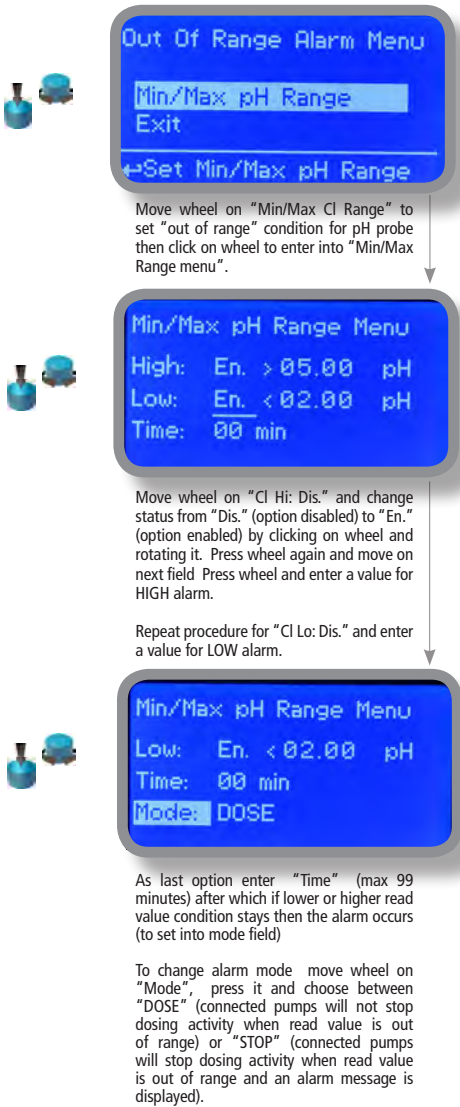 Out Of Range Alarm Menu
Min/Max pH Range
Exit
↵Set Min/Max pH Range
Move wheel on "Min/Max Cl Range" to
set "out of range" condition for pH probe
then click on wheel to enter into "Min/Max
Range menu".
Min/Max pH Range Menu
High: En. > 05.00 pH
Low: En. < 02.00 pH
Time: 00 min
Move wheel on "Cl Hi: Dis." and change
status from "Dis." (option disabled) to "En."
(option enabled) by clicking on wheel and
rotating it. Press wheel again and move on
next field Press wheel and enter a value for
HIGH alarm.
Repeat procedure for "Cl Lo: Dis." and enter
a value for LOW alarm.
Min/Max pH Range Menu
Low: En. < 02.00 pH
Time: 00 min
Mode: DOSE
As last option enter "Time" (max 99
minutes) after which if lower or higher read
value condition stays then the alarm occurs
(to set into mode field)
To change alarm mode move wheel on
"Mode", press it and choose between
"DOSE" (connected pumps will not stop
dosing activity when read value is out
of range) or "STOP" (connected pumps
will stop dosing activity when read value
is out of range and an alarm message is
displayed).